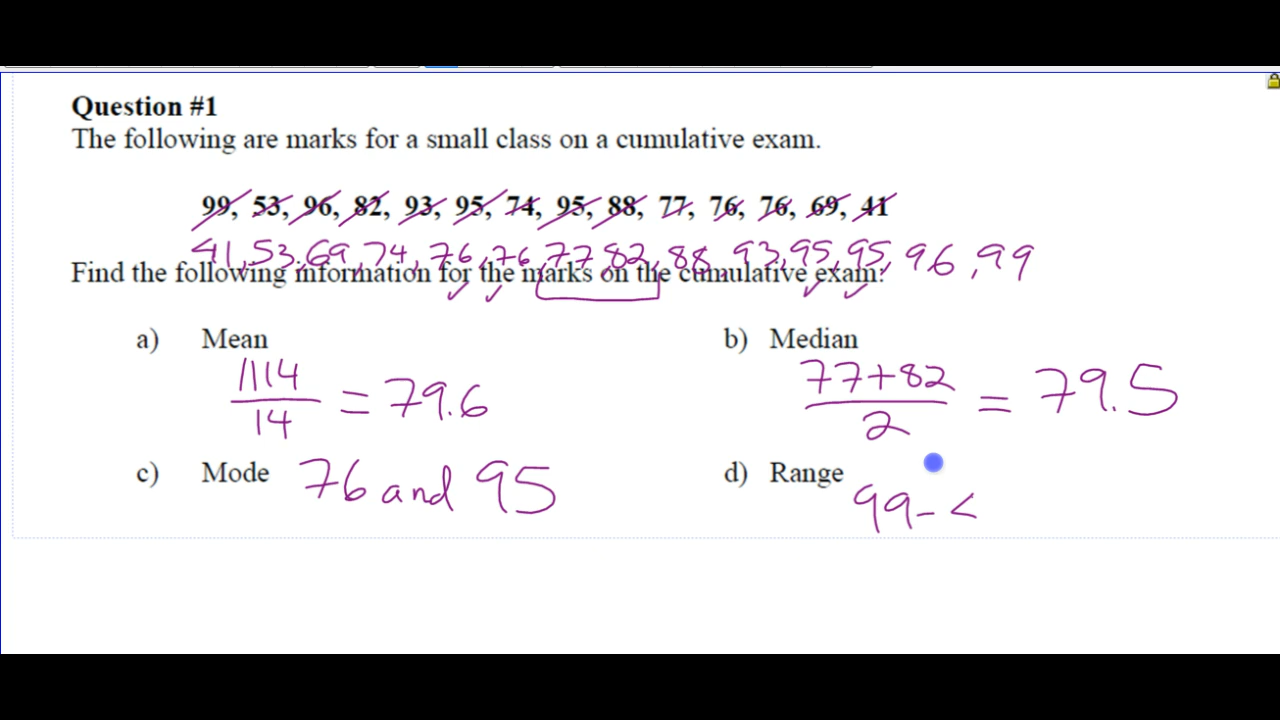 Question #1
The following are marks for a small class on a cumulative exam.
99, 53, 96, 82, 93, 95, 74, 95, 88, 77, 76, 76, 69, 41
41,53,69,74,76,76,77 82,88,93,95,95,96,99
Find the following information for the marks on the cumulative exam:
a) Mean
b) Median
1114
14
= 79.6
77+82
2
= 79.5
c) Mode 76 and 95
d) Range
99-